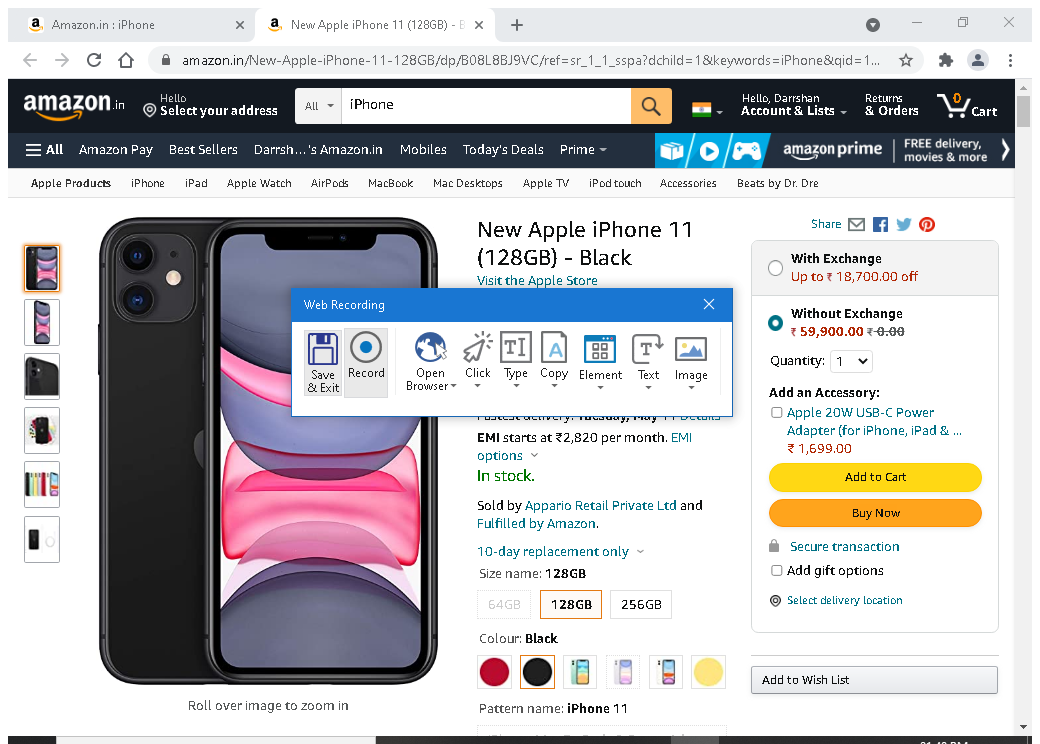 Amazon.in : iPhone
New Apple iPhone 11 (128GB) - B
amazon.in/New-Apple-iPhone-11-128GB/dp/B08L8BJ9VC/ref=sr_1_1_sspa?dchild=1&keywords=iPhone&qid=1...
amazon.in
Hello
Select your address
All
iPhone
Hello, Darrshan
Account & Lists
Returns
& Orders
0
Cart
All
Amazon Pay
Best Sellers
Darrsh...'s Amazon.in
Mobiles
Today's Deals
Prime
amazon prime
FREE delivery,
movies & more
Apple Products
iPhone
iPad
Apple Watch
AirPods
MacBook
Mac Desktops
Apple TV
iPod touch
Accessories
Beats by Dr. Dre
New Apple iPhone 11
(128GB) - Black
Visit the Apple Store
Web Recording
Save
& Exit
Record
Open
Browser
Click
Type
Copy
Element
Text
Image
Fastest delivery: Tuesday, May 11 Details
EMI starts at ₹2,820 per month. EMI
options
In stock.
Sold by Appario Retail Private Ltd and
Fulfilled by Amazon.
10-day replacement only
Size name: 128GB
64GB
128GB
256GB
Colour: Black
Pattern name: iPhone 11
Roll over image to zoom in
Share
With Exchange
Up to ₹ 18,700.00 off
Without Exchange
₹ 59,900.00 ₹ 0.00
Quantity: 1
Add an Accessory:
Apple 20W USB-C Power
Adapter (for iPhone, iPad & ...
₹ 1,699.00
Add to Cart
Buy Now
Secure transaction
Add gift options
Select delivery location
Add to Wish List